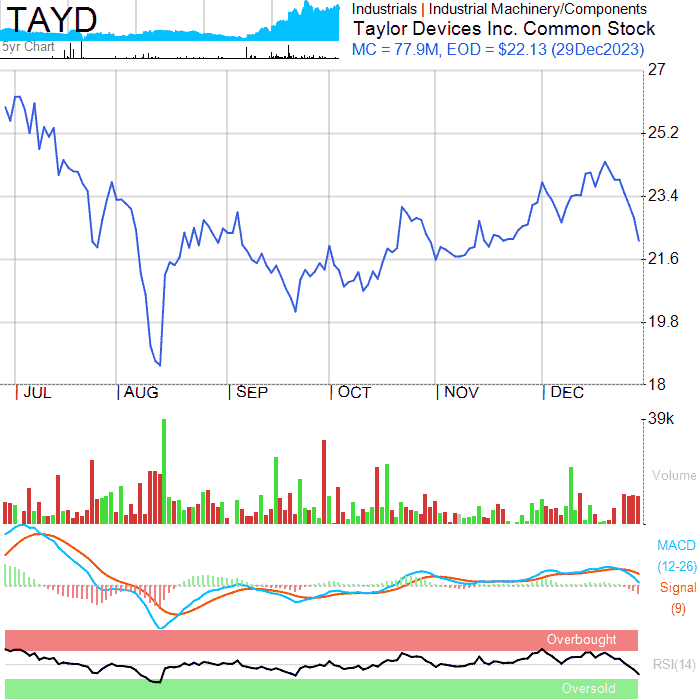 TAYD
5yr Chart
Industrials | Industrial Machinery/Components
Taylor Devices Inc. Common Stock
MC = 77.9M, EOD = $22.13 (29Dec2023)
27
25.2
23.4
21.6
19.8
18
|JUL |AUG |SEP |OCT |NOV |DEC
39k
Volume
MACD
(12-26)
Signal
(9)
Overbought
RSI(14)
Oversold